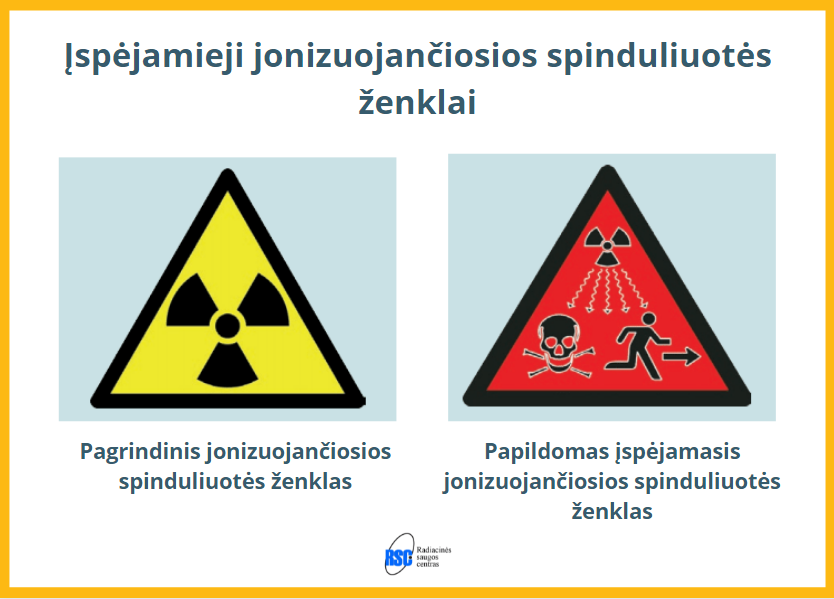 Įspėjamieji jonizuojančiosios spinduliuotės
ženklai
Pagrindinis jonizuojančiosios
spinduliuotės ženklas
Papildomas įspėjamasis
jonizuojančiosios spinduliuotės
ženklas
RSC
Radiacinės
saugos
centras